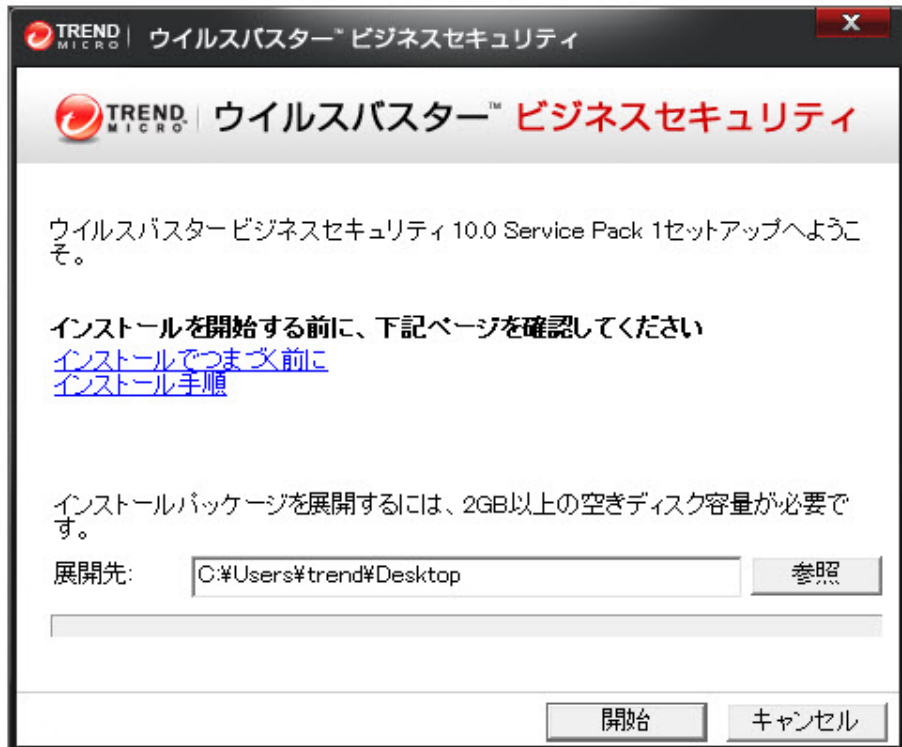 TREND MICRO ウイルスバスター™ ビジネスセキュリティ
X
TREND MICRO ウイルスバスター™ ビジネスセキュリティ
ウイルスバスター ビジネスセキュリティ 10.0 Service Pack 1セットアップへようこ
そ。
インストールを開始する前に、下記ページを確認してください
インストールでつまづく前に
インストール手順
インストールパッケージを展開するには、2GB以上の空きディスク容量が必要で
す。
展開先: C:¥Users¥trend¥Desktop 参照
開始 キャンセル